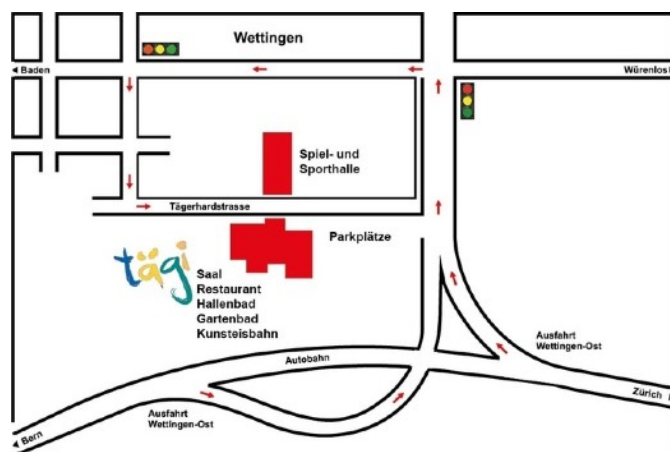 Wettingen
Baden
Würenlos
Spiel- und
Sporthalle
Tägerhardstrasse
Parkplätze
tägi
Saal
Restaurant
Hallenbad
Gartenbad
Kunsteisbahn
Ausfahrt
Wettingen-Ost
Autobahn
Zürich
Ausfahrt
Wettingen-Ost
Bern